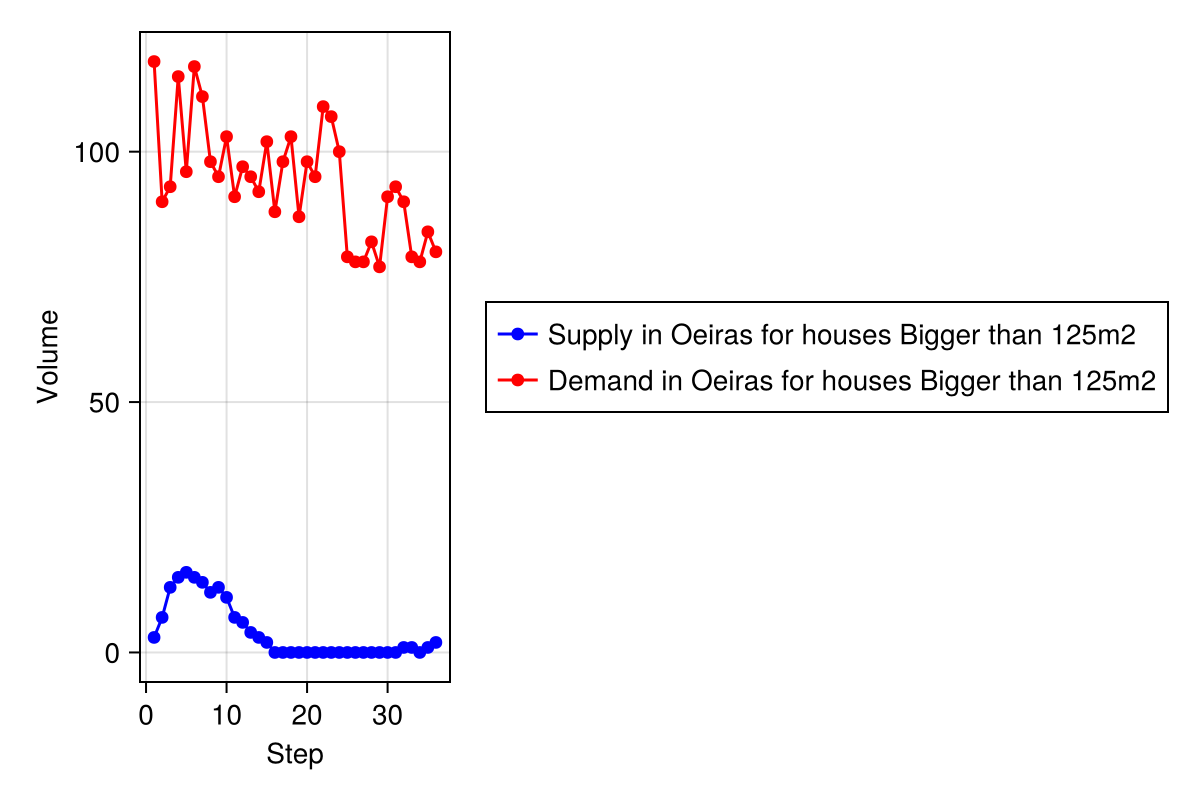 Volume
100
50
0
0 10 20 30
Step
Supply in Oeiras for houses Bigger than 125m2
Demand in Oeiras for houses Bigger than 125m2